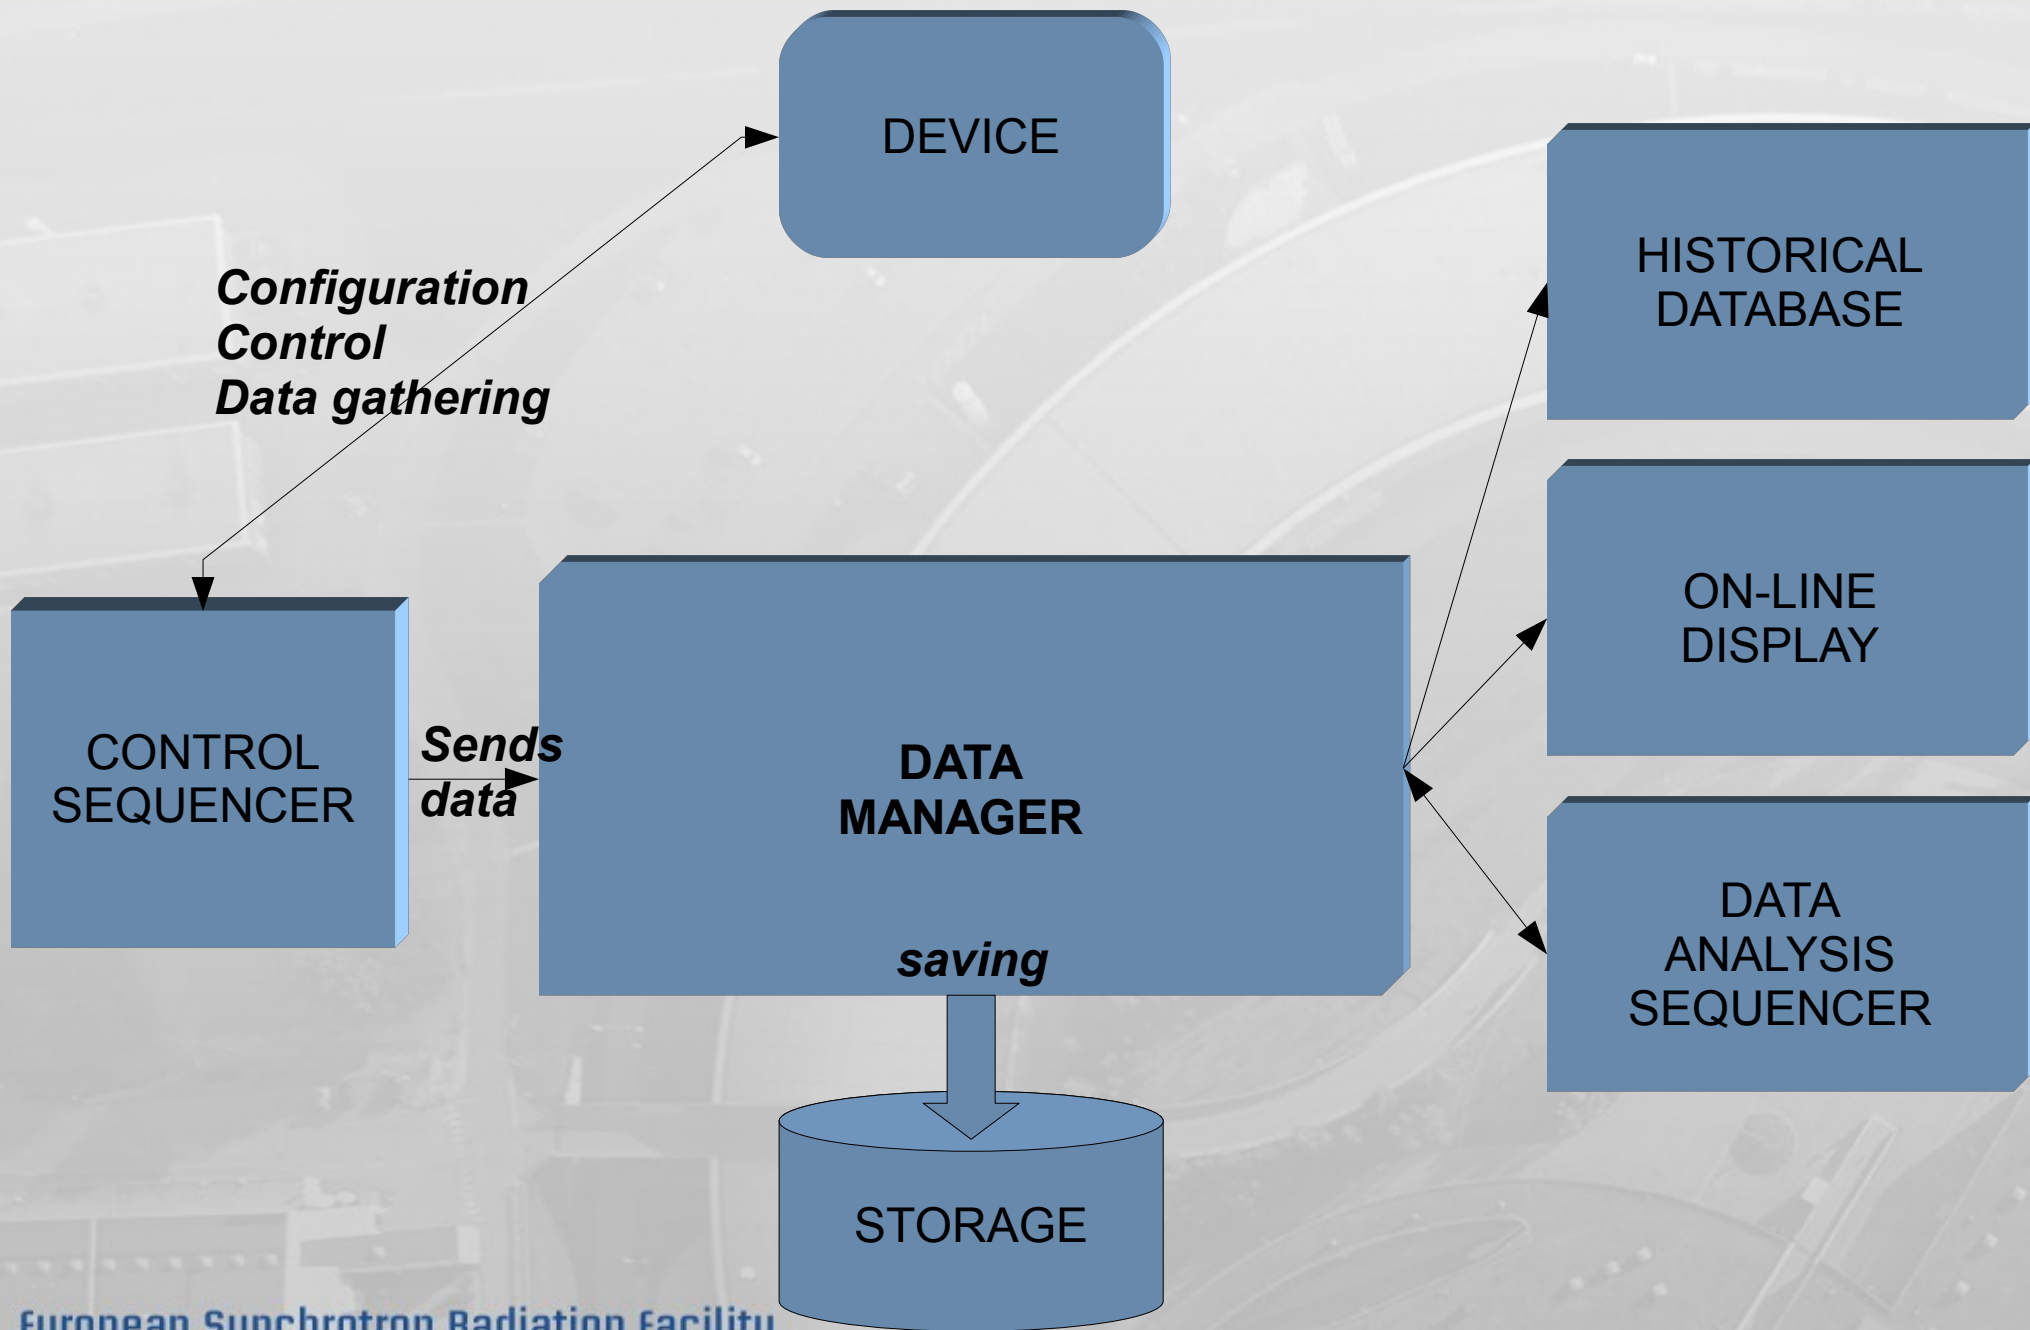 DEVICE
HISTORICAL
DATABASE
Configuration
Control
Data gathering
ON-LINE
DISPLAY
CONTROL
SEQUENCER
Sends
data
DATA
MANAGER
saving
DATA
ANALYSIS
SEQUENCER
STORAGE
European Synchrotron Radiation Facility